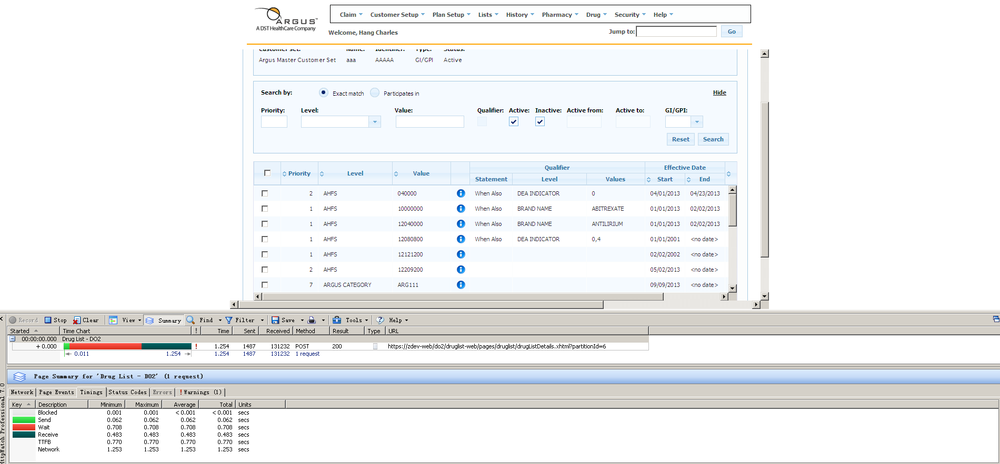 ARGUS™
A DST HealthCare Company
Claim Customer Setup Plan Setup Lists History Pharmacy Drug Security Help
Welcome, Hang Charles
Jump to: Go
Customer set: Name: Identifier: Type: Status:
Argus Master Customer Set aaa AAAAA GI/GPI Active
Search by: Exact match Participates in Hide
Priority: Level: Value: Qualifier: Active: Inactive: Active from: Active to: GI/GPI:
Reset Search
Qualifier Effective Date
Priority Level Value
Statement Level Values Start End
2 AHFS 040000 When Also DEA INDICATOR 0 04/01/2013 04/23/2013
1 AHFS 10000000 When Also BRAND NAME ABITREXATE 01/01/2013 02/02/2013
1 AHFS 12040000 When Also BRAND NAME ANTILIRIUM 01/01/2013 02/02/2013
1 AHFS 12080800 When Also DEA INDICATOR 0,4 01/01/2001 <no date>
1 AHFS 12121200 02/02/2002 <no date>
2 AHFS 12209200 05/02/2013 <no date>
7 ARGUS CATEGORY ARG111 09/09/2013 <no date>
Record Stop Clear View Summary Find Filter Save Tools Help
Started Time Chart ! Time Sent Received Method Result Type URL
00:00:00.000 Drug List - DO2
+ 0.000 ! 1.254 1487 131232 POST 200 https://zdev-web/do2/druglist-web/pages/druglist/drugListDetails.xhtml?partitionId=6
0.011 1.254 1.254 1487 131232 1 request
Page Summary for 'Drug List - DO2' (1 request)
Network Page Events Timings Status Codes Errors !Warnings (1)
Key Description Minimum Maximum Average Total Units
Blocked 0.001 0.001 < 0.001 < 0.001 secs
Send 0.062 0.062 0.062 0.062 secs
Wait 0.708 0.708 0.708 0.708 secs
Receive 0.483 0.483 0.483 0.483 secs
TTFB 0.770 0.770 0.770 0.770 secs
Network 1.253 1.253 1.253 1.253 secs
HttpWatch Professional 7.0